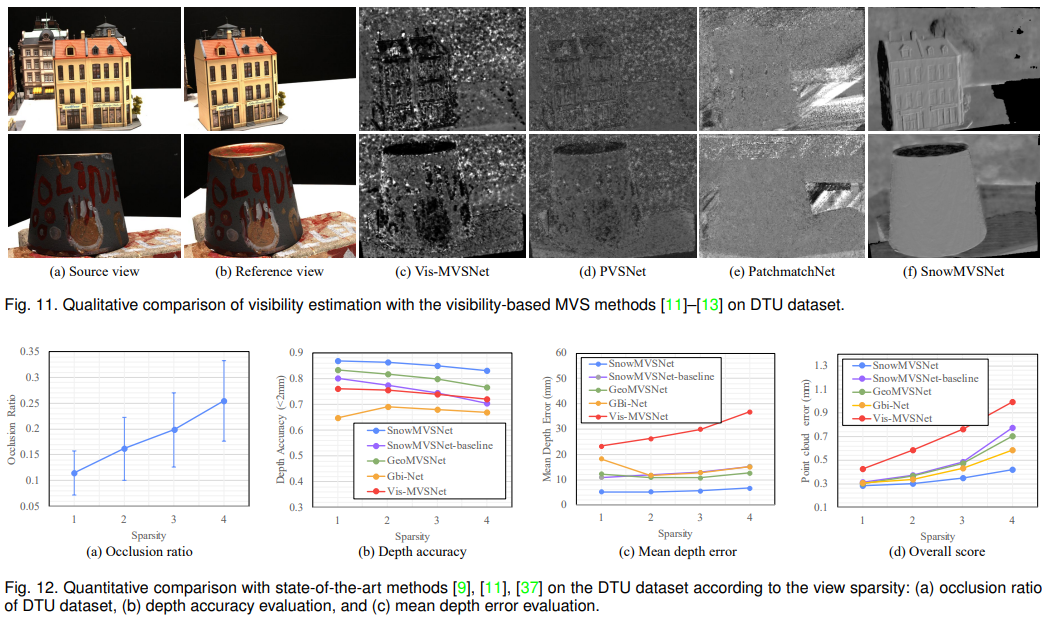 (a) Source view
(b) Reference view
(c) Vis-MVSNet
(d) PVSNet
(e) PatchmatchNet
(f) SnowMVSNet
Fig. 11. Qualitative comparison of visibility estimation with the visibility-based MVS methods [11]–[13] on DTU dataset.
0.35
0.3
0.25
0.2
0.15
0.1
0.05
Occlusion Ratio
1 2 3 4
Sparsity
(a) Occlusion ratio
0.9
0.8
0.7
0.6
0.5
0.4
0.3
Depth Accuracy (<2mm)
SnowMVSNet
SnowMVSNet-baseline
GeoMVSNet
Gbi-Net
Vis-MVSNet
1 2 3 4
Sparsity
(b) Depth accuracy
60
50
40
30
20
10
0
Mean Depth Error (mm)
SnowMVSNet
SnowMVSNet-baseline
GeoMVSNet
GBi-Net
Vis-MVSNet
1 2 3 4
Sparsity
(c) Mean depth error
1.3
1.1
0.9
0.7
0.5
0.3
0.1
Point cloud error (mm)
SnowMVSNet
SnowMVSNet-baseline
GeoMVSNet
Gbi-Net
Vis-MVSNet
1 2 3 4
Sparsity
(d) Overall score
Fig. 12. Quantitative comparison with state-of-the-art methods [9], [11], [37] on the DTU dataset according to the view sparsity: (a) occlusion ratio
of DTU dataset, (b) depth accuracy evaluation, and (c) mean depth error evaluation.